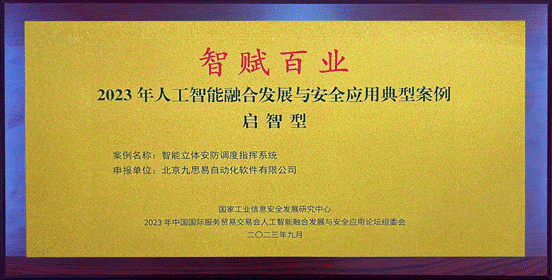 智赋百业
2023年人工智能融合发展与安全应用典型案例
启智型
案例名称：智能立体安防调度指挥系统
申报单位：北京九思易自动化软件有限公司
国家工业信息安全发展研究中心
2023年中国国际服务贸易交易会人工智能融合发展与安全应用论坛组委会
二〇二三年九月